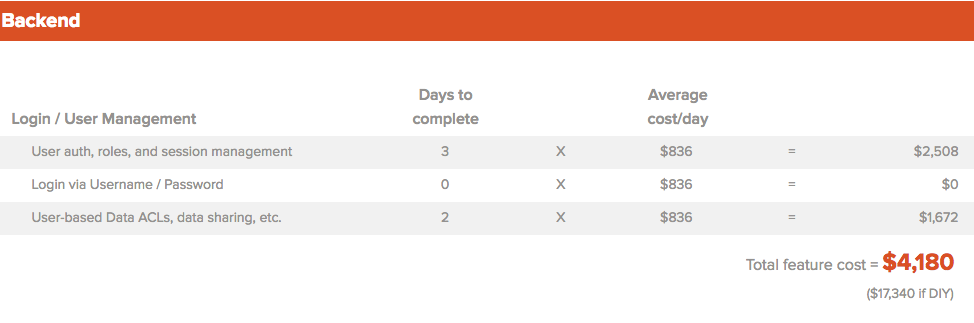 Backend
Days to Average
Login / User Management complete cost/day
User auth, roles, and session management 3 X $836 = $2,508
Login via Username / Password 0 X $836 = $0
User-based Data ACLs, data sharing, etc. 2 X $836 = $1,672
Total feature cost = $4,180
($17,340 if DIY)